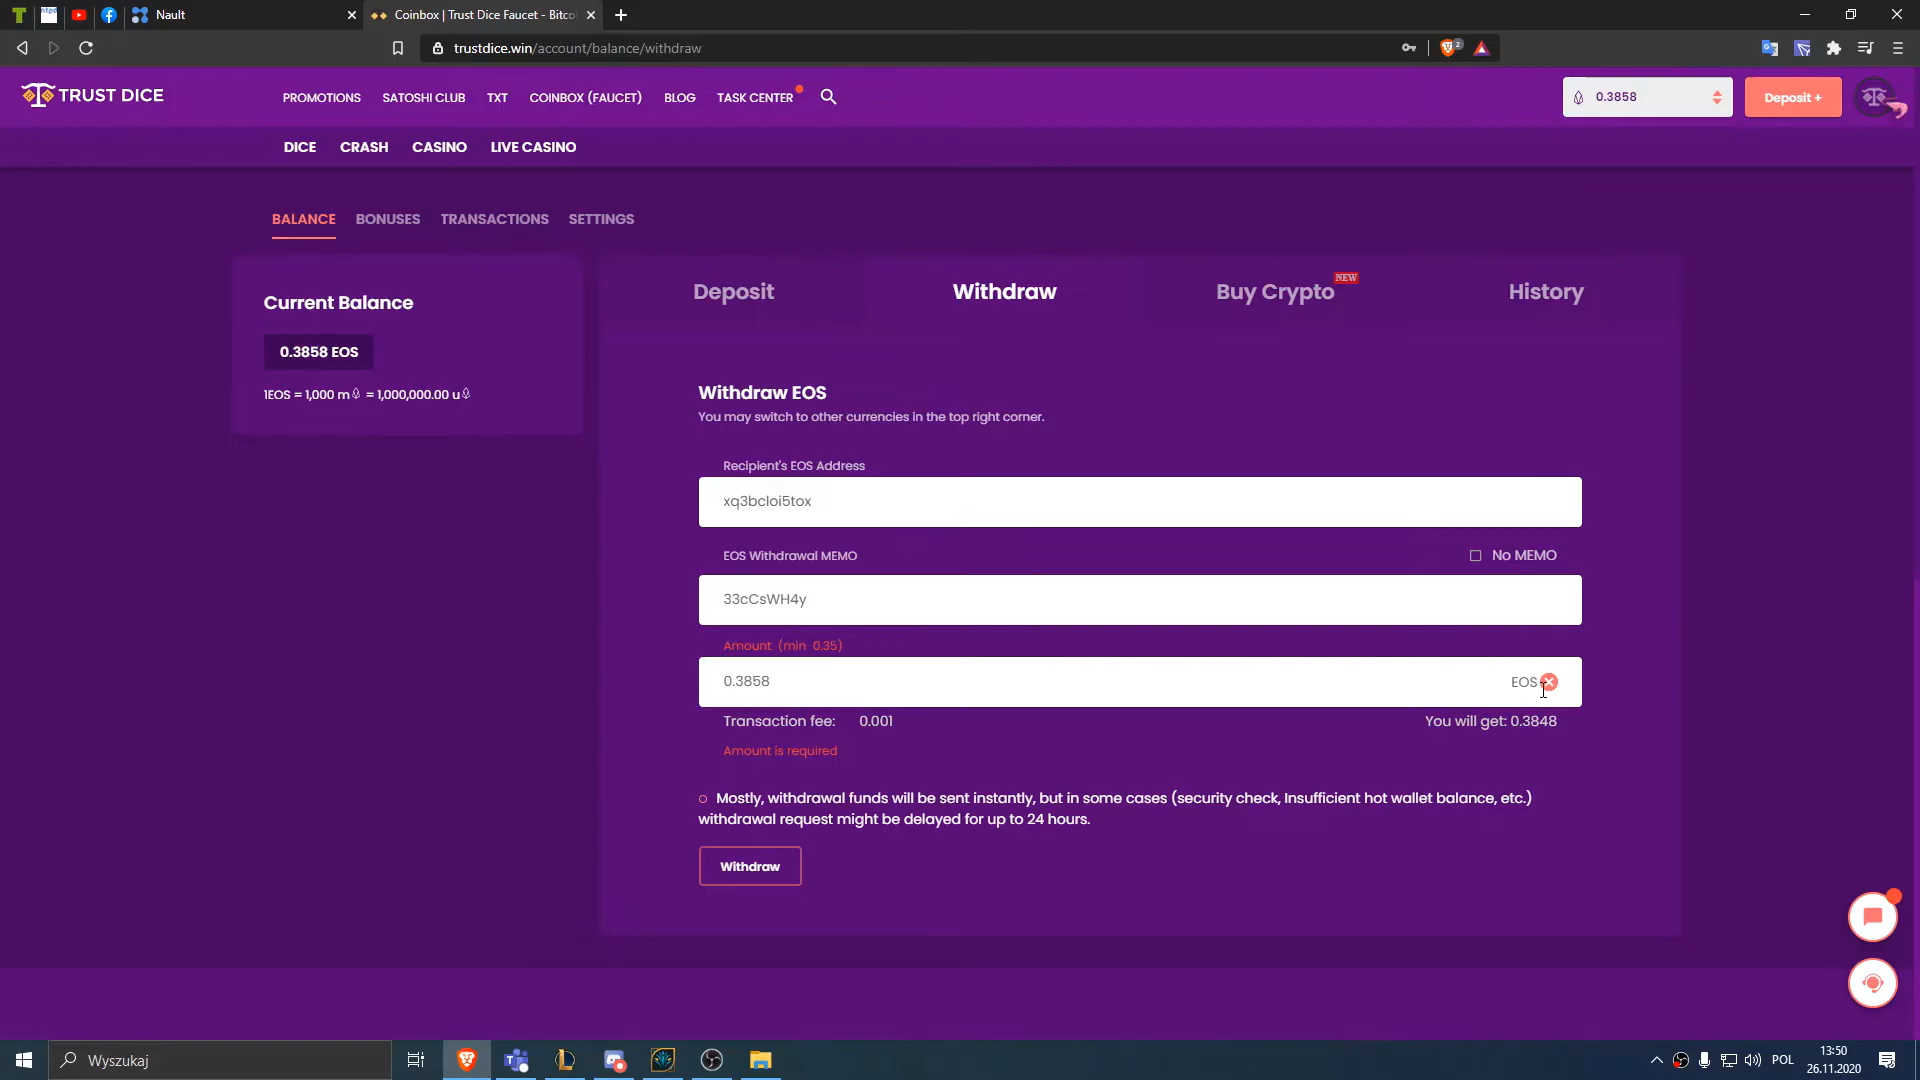 Nault
Coinbox | Trust Dice Faucet - Bitco
trustdice.win/account/balance/withdraw
2
TRUST DICE
PROMOTIONS
SATOSHI CLUB
TXT
COINBOX (FAUCET)
BLOG
TASK CENTER
0.3858
Deposit +
DICE
CRASH
CASINO
LIVE CASINO
BALANCE
BONUSES
TRANSACTIONS
SETTINGS
Current Balance
0.3858 EOS
1EOS = 1,000 m = 1,000,000.00 u
Deposit
Withdraw
Buy Crypto
NEW
History
Withdraw EOS
You may switch to other currencies in the top right corner.
Recipient's EOS Address
xq3bcloi5tox
EOS Withdrawal MEMO
No MEMO
33cCsWH4y
Amount (min 0.35)
0.3858
EOS
Transaction fee: 0.001
You will get: 0.3848
Amount is required
Mostly, withdrawal funds will be sent instantly, but in some cases (security check, Insufficient hot wallet balance, etc.)
withdrawal request might be delayed for up to 24 hours.
Withdraw
Wyszukaj
POL
13:50
26.11.2020